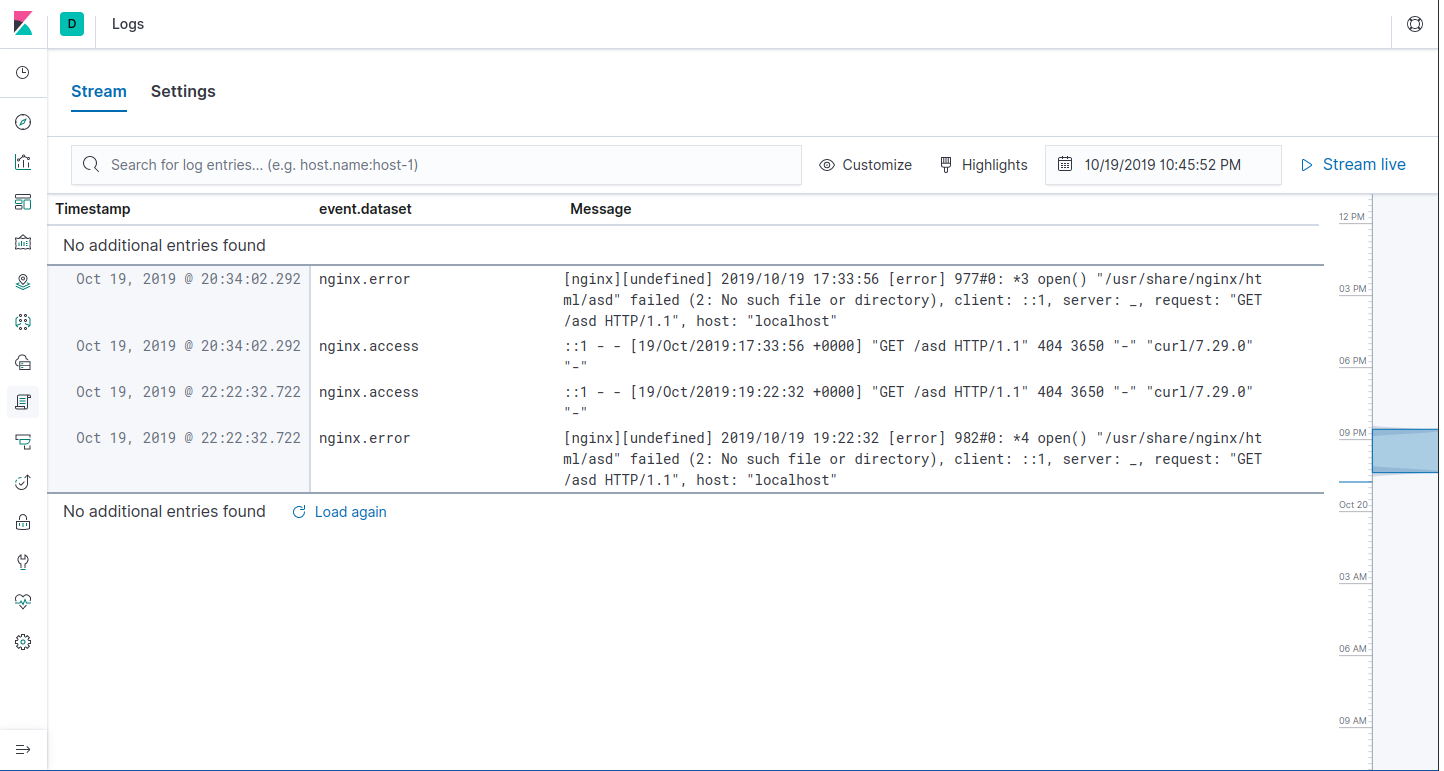 D Logs
Stream Settings
Search for log entries... (e.g. host.name:host-1) Customize Highlights 10/19/2019 10:45:52 PM Stream live
Timestamp event.dataset Message
No additional entries found
Oct 19, 2019 @ 20:34:02.292 nginx.error [nginx][undefined] 2019/10/19 17:33:56 [error] 977#0: *3 open() "/usr/share/nginx/ht
ml/asd" failed (2: No such file or directory), client: ::1, server: _, request: "GET
/asd HTTP/1.1", host: "localhost"
Oct 19, 2019 @ 20:34:02.292 nginx.access ::1 - - [19/Oct/2019:17:33:56 +0000] "GET /asd HTTP/1.1" 404 3650 "-" "curl/7.29.0"
"-"
Oct 19, 2019 @ 22:22:32.722 nginx.access ::1 - - [19/Oct/2019:19:22:32 +0000] "GET /asd HTTP/1.1" 404 3650 "-" "curl/7.29.0"
"-"
Oct 19, 2019 @ 22:22:32.722 nginx.error [nginx][undefined] 2019/10/19 19:22:32 [error] 982#0: *4 open() "/usr/share/nginx/ht
ml/asd" failed (2: No such file or directory), client: ::1, server: _, request: "GET
/asd HTTP/1.1", host: "localhost"
No additional entries found Load again
12 PM
03 PM
06 PM
09 PM
Oct 20
03 AM
06 AM
09 AM